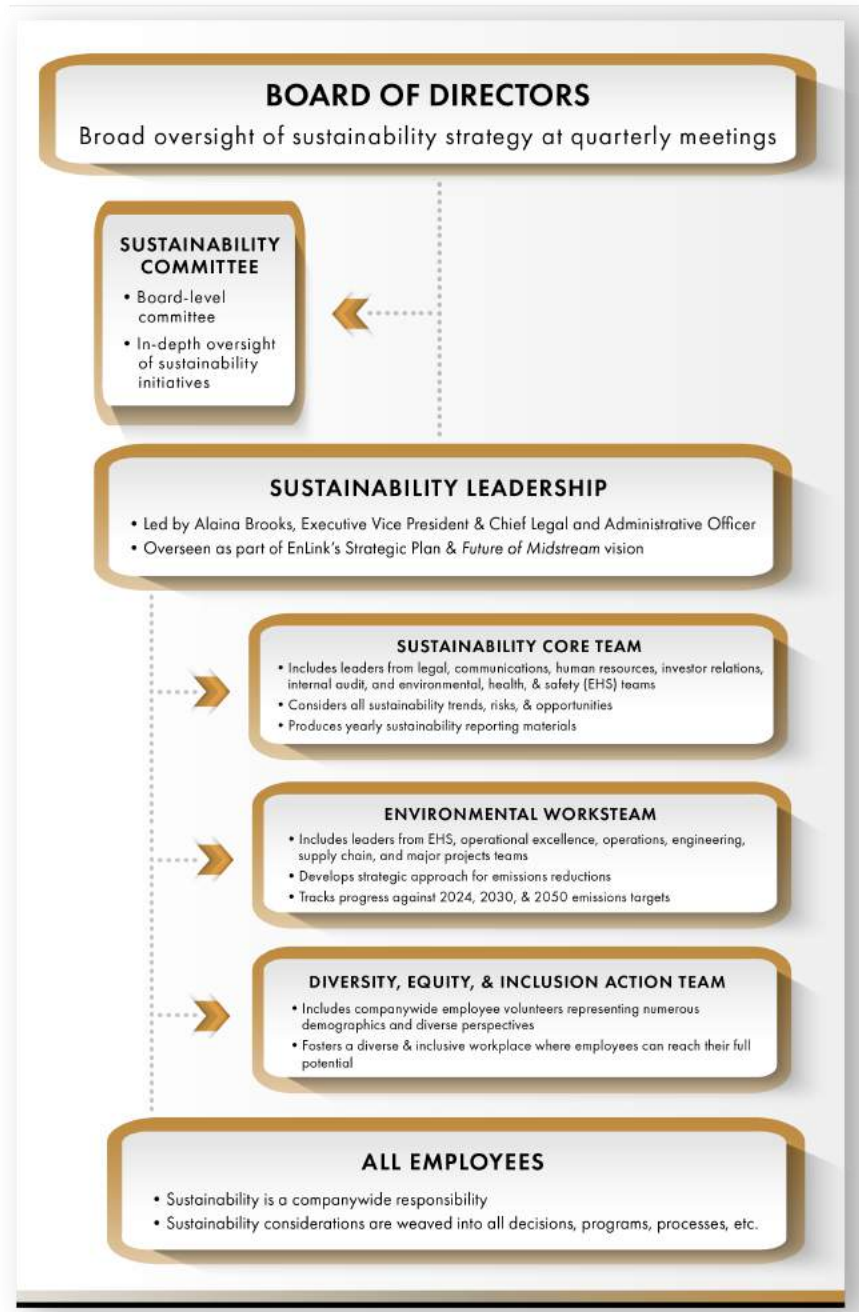 BOARD OF DIRECTORS
Broad oversight of sustainability strategy at quarterly meetings
SUSTAINABILITY
COMMITTEE
• Board-level
committee
• In-depth oversight
of sustainability
initiatives
SUSTAINABILITY LEADERSHIP
• Led by Alaina Brooks, Executive Vice President & Chief Legal and Administrative Officer
• Overseen as part of EnLink's Strategic Plan & Future of Midstream vision
SUSTAINABILITY CORE TEAM
• Includes leaders from legal, communications, human resources, investor relations,
internal audit, and environmental, health, & safety (EHS) teams
• Considers all sustainability trends, risks, & opportunities
• Produces yearly sustainability reporting materials
ENVIRONMENTAL WORKSTEAM
• Includes leaders from EHS, operational excellence, operations, engineering,
supply chain, and major projects teams
• Develops strategic approach for emissions reductions
• Tracks progress against 2024, 2030, & 2050 emissions targets
DIVERSITY, EQUITY, & INCLUSION ACTION TEAM
• Includes companywide employee volunteers representing numerous
demographics and diverse perspectives
• Fosters a diverse & inclusive workplace where employees can reach their full
potential
ALL EMPLOYEES
• Sustainability is a companywide responsibility
• Sustainability considerations are weaved into all decisions, programs, processes, etc.